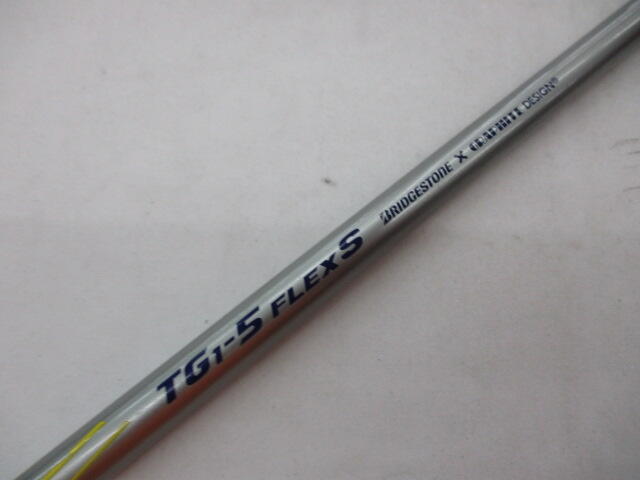 TG1-5 FLEX S BRIDGESTONE X GRAPHITE DESIGN®